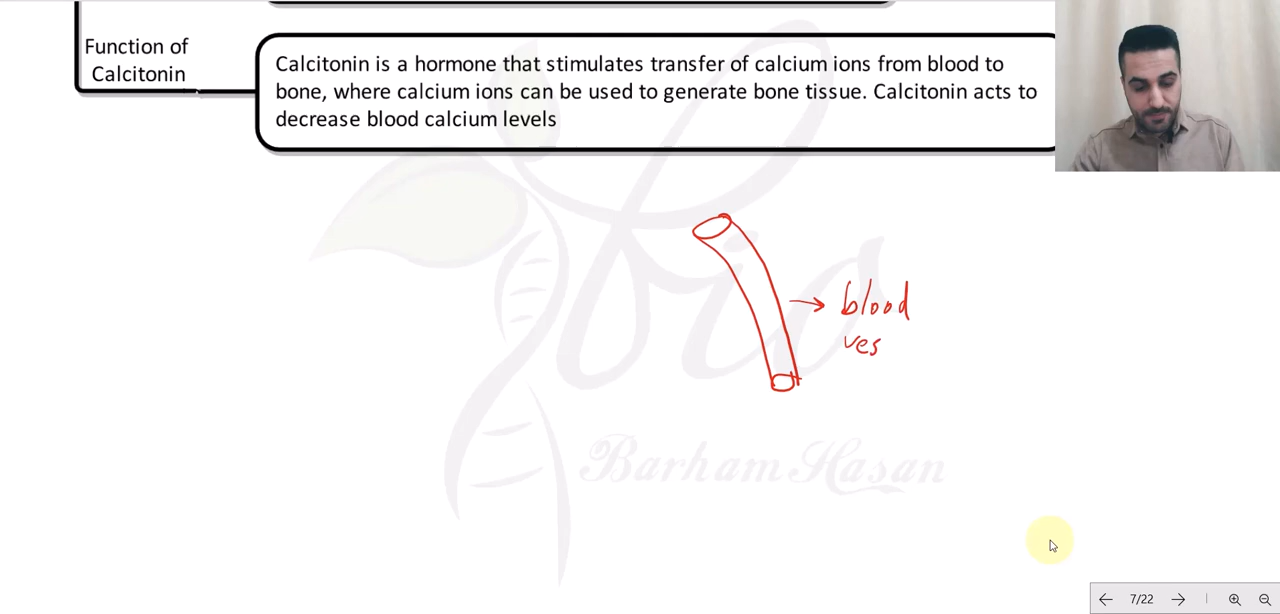 Function of
Calcitonin
Calcitonin is a hormone that stimulates transfer of calcium ions from blood to
bone, where calcium ions can be used to generate bone tissue. Calcitonin acts to
decrease blood calcium levels
blood
ves
Bio
Barham Hasan
7/22